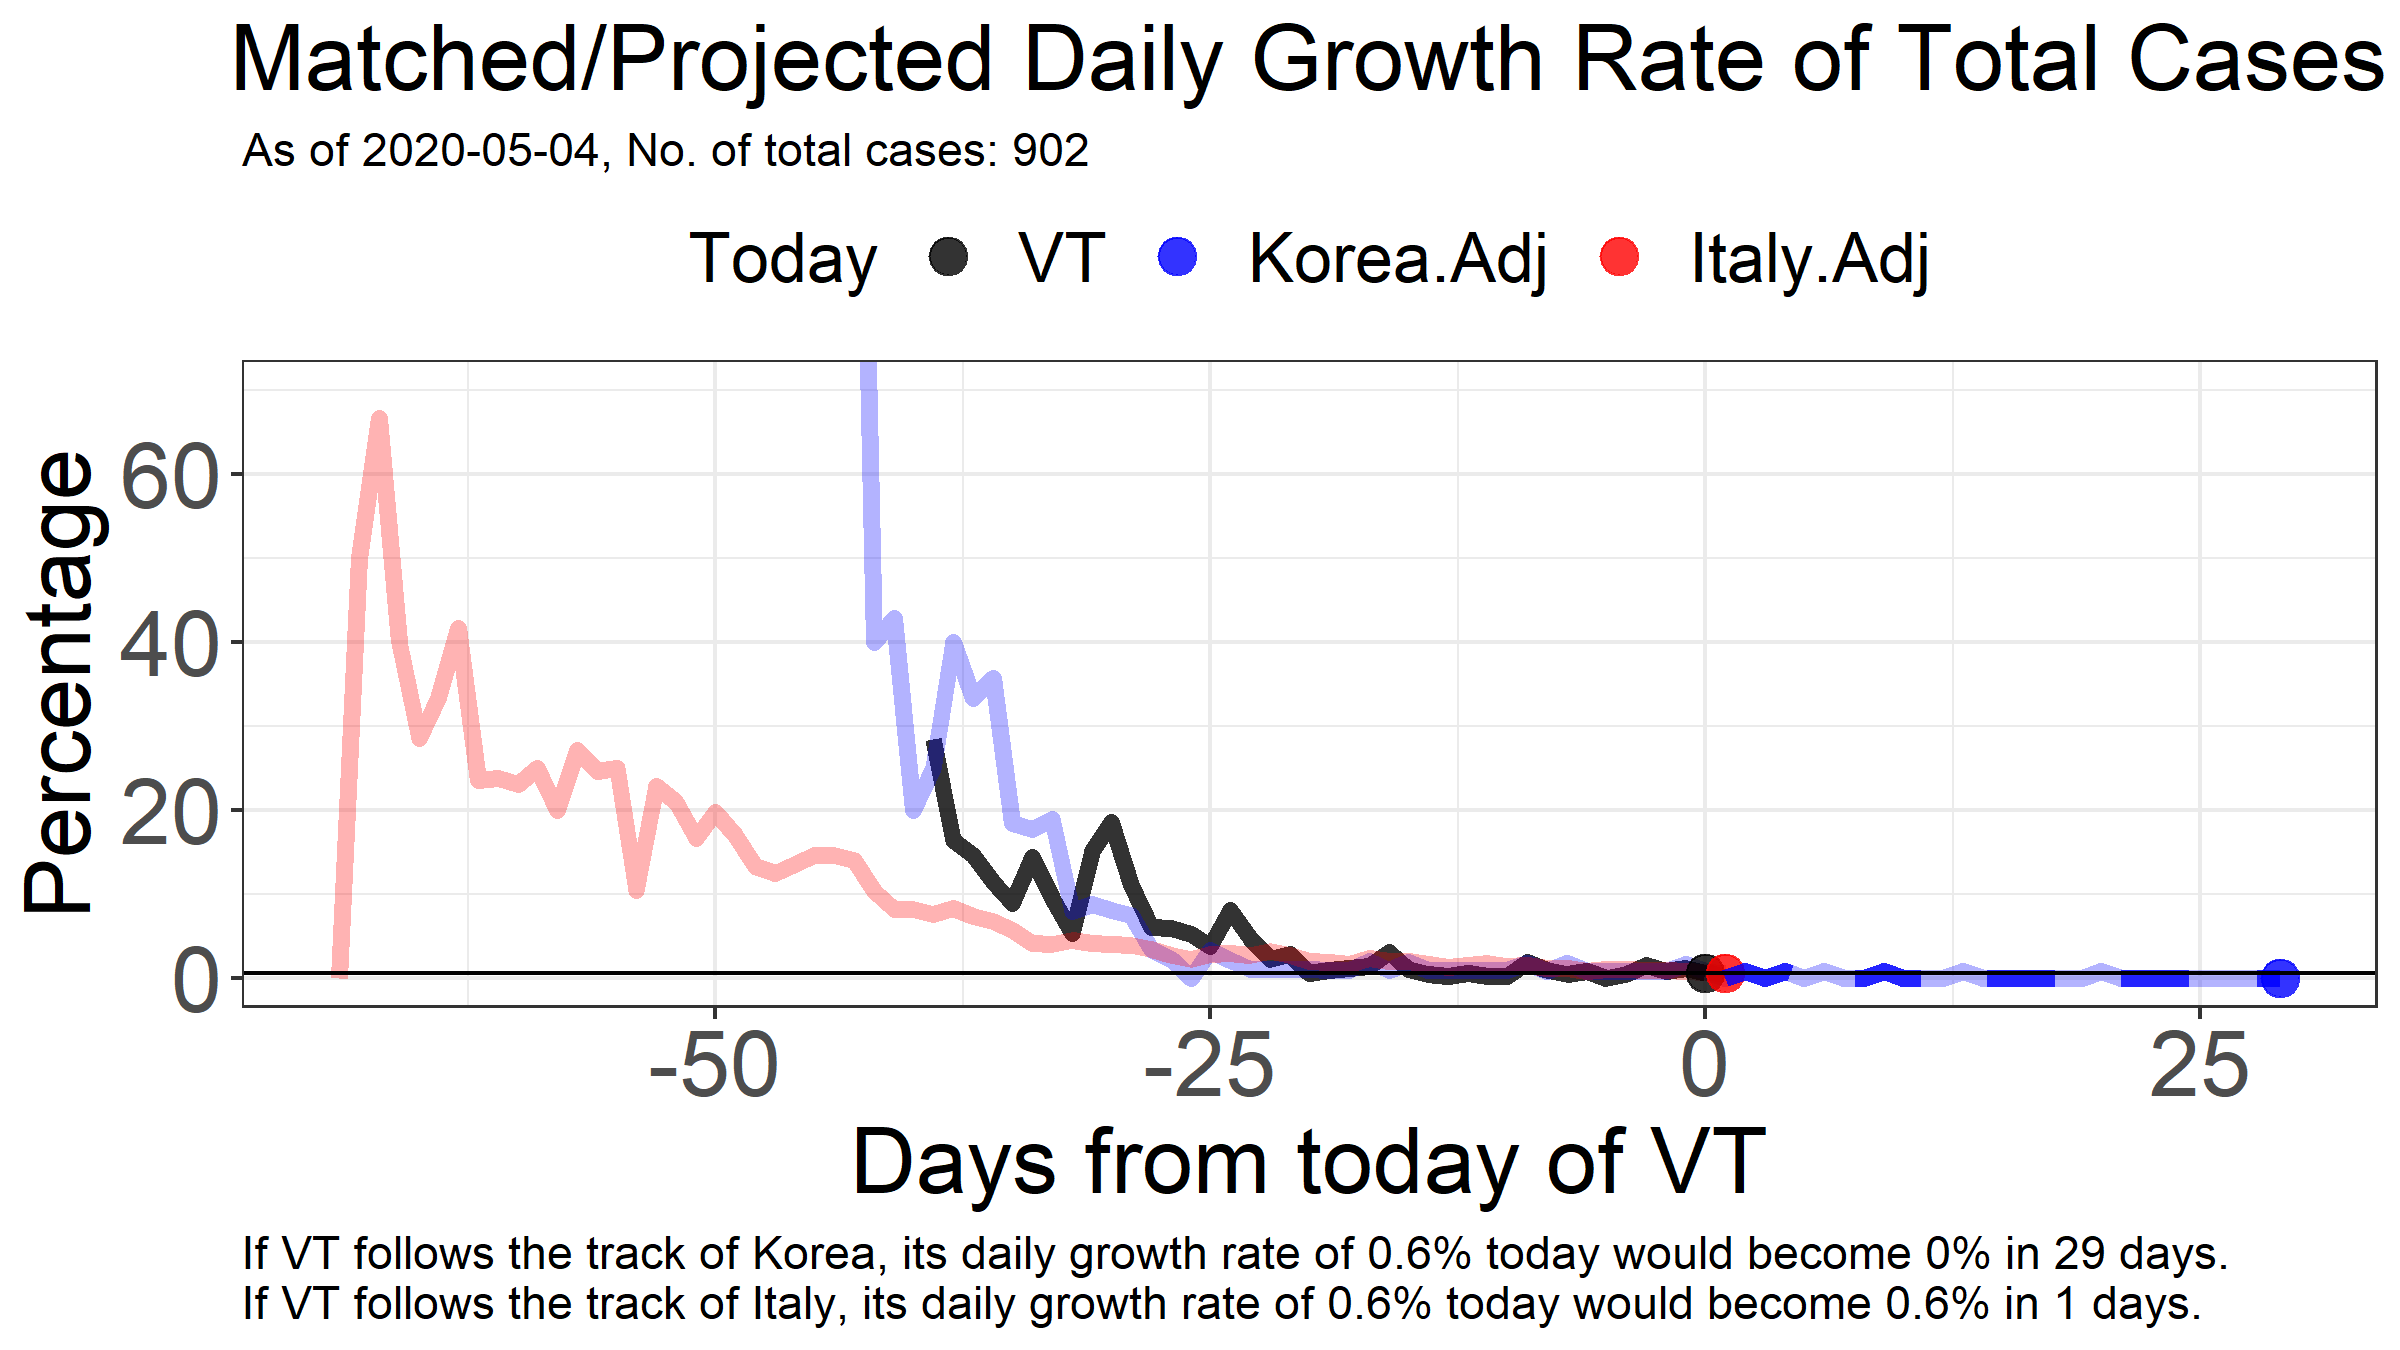 Matched/Projected Daily Growth Rate of Total Cases
As of 2020-05-04, No. of total cases: 902
Today VT Korea.Adj Italy.Adj
Percentage
60
40
20
0
-50 -25 0 25
Days from today of VT
If VT follows the track of Korea, its daily growth rate of 0.6% today would become 0% in 29 days.
If VT follows the track of Italy, its daily growth rate of 0.6% today would become 0.6% in 1 days.